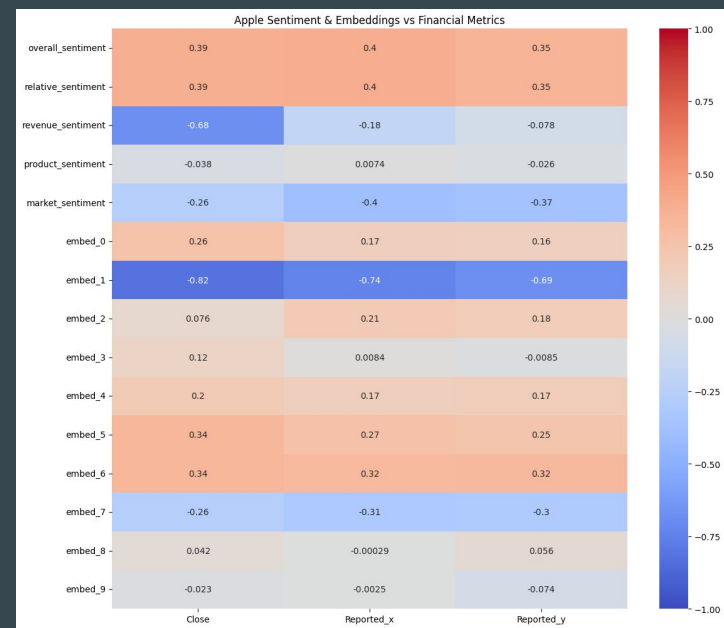 Apple Sentiment & Embeddings vs Financial Metrics
overall_sentiment 0.39 0.4 0.35
relative_sentiment 0.39 0.4 0.35
revenue_sentiment -0.68 -0.18 -0.078
product_sentiment -0.038 0.0074 -0.026
market_sentiment -0.26 -0.4 -0.37
embed_0 0.26 0.17 0.16
embed_1 -0.82 -0.74 -0.69
embed_2 0.076 0.21 0.18
embed_3 0.12 0.0084 -0.0085
embed_4 0.2 0.17 0.17
embed_5 0.34 0.27 0.25
embed_6 0.34 0.32 0.32
embed_7 -0.26 -0.31 -0.3
embed_8 0.042 -0.00029 0.056
embed_9 -0.023 -0.0025 -0.074
Close Reported_x Reported_y
1.00
0.75
0.50
0.25
0.00
−0.25
−0.50
−0.75
−1.00